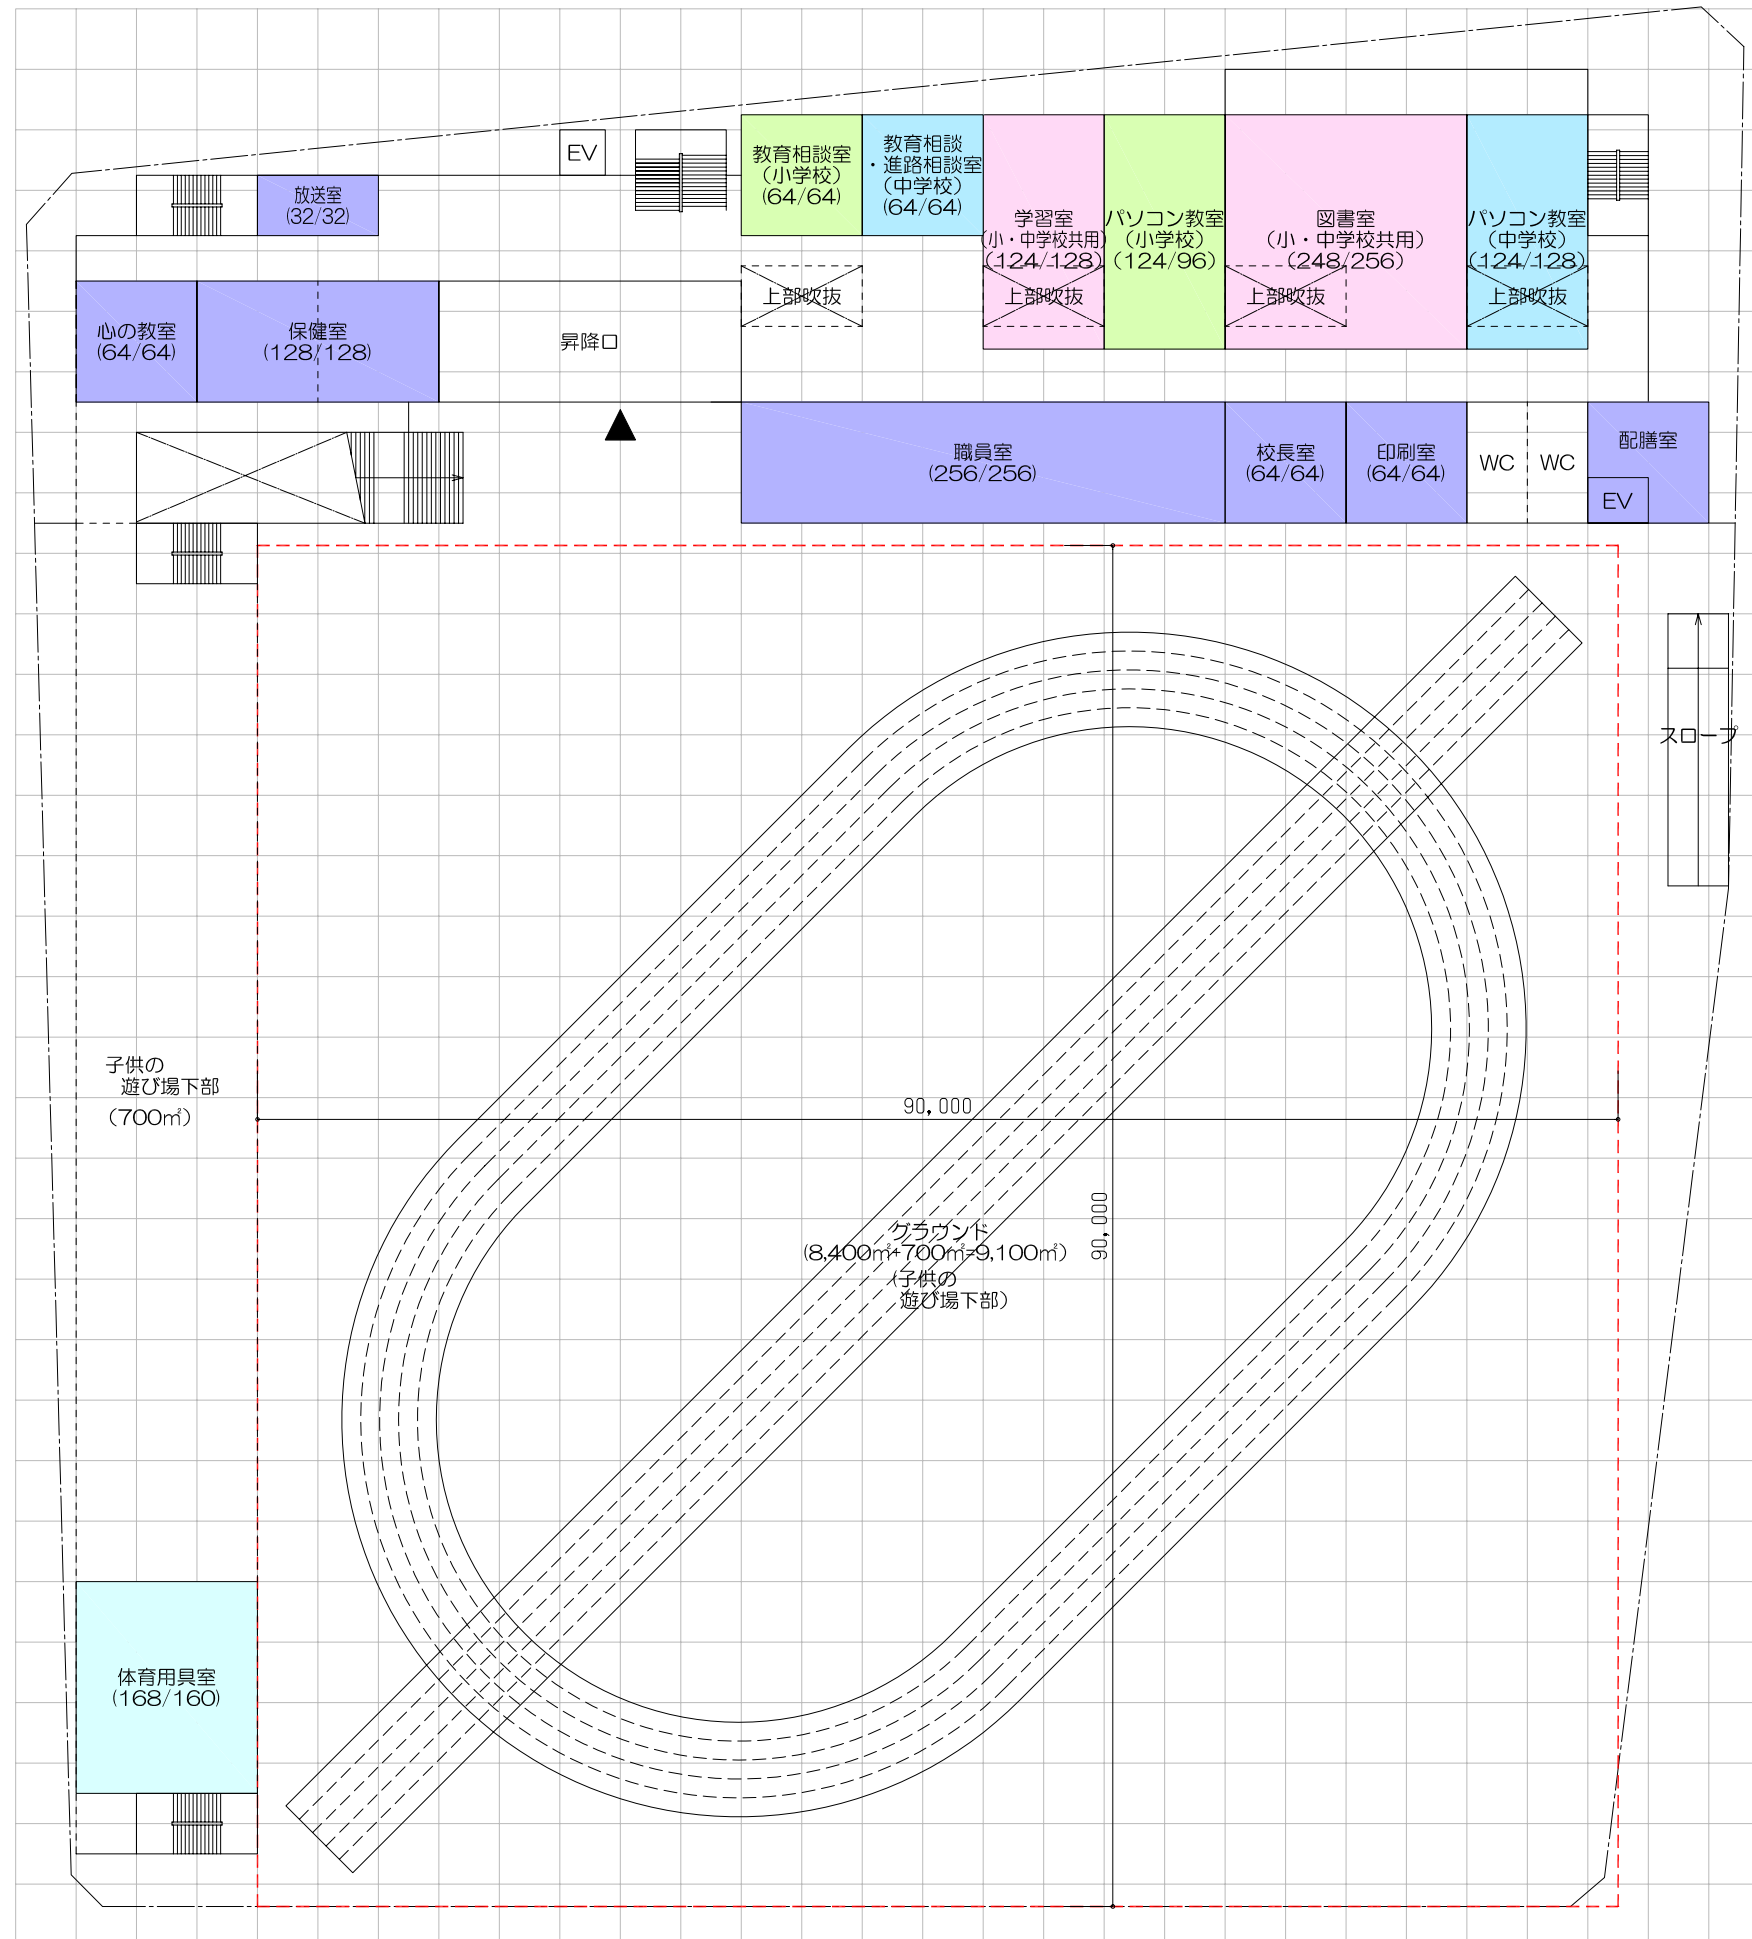 EV
教育相談室
（小学校）
(64/64)
教育相談
・進路相談室
（中学校）
(64/64)
放送室
(32/32)
学習室
(小・中学校共用)
（124/128）
パソコン教室
（小学校）
（124/96）
図書室
（小・中学校共用）
（248/256）
パソコン教室
（中学校）
（124/128）
上部吹抜
上部吹抜
上部吹抜
上部吹抜
心の教室
(64/64)
保健室
(128/128)
昇降口
職員室
(256/256)
校長室
(64/64)
印刷室
(64/64)
WC
WC
配膳室
EV
スロープ
子供の
遊び場下部
（700㎡）
90,000
90,000
グラウンド
(8,400㎡+700㎡=9,100㎡)
(子供の
遊び場下部）
体育用具室
(168/160)